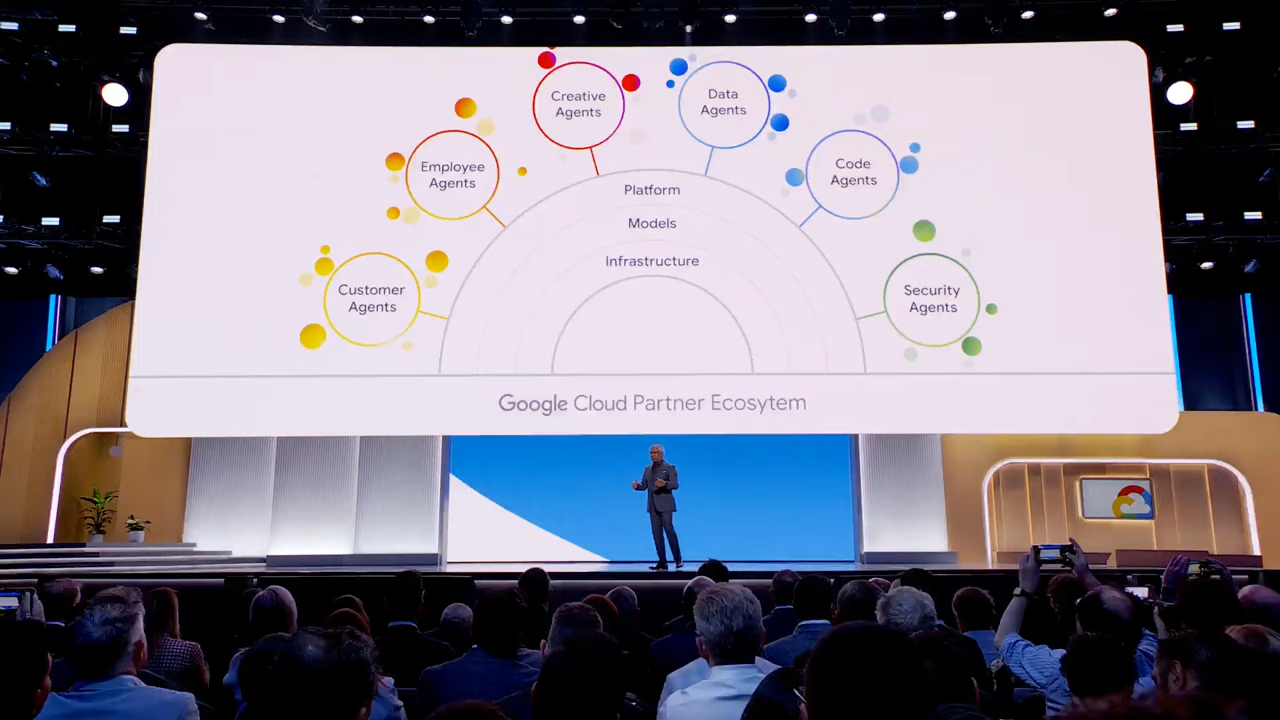 Creative
Agents
Data
Agents
Employee
Agents
Code
Agents
Platform
Models
Infrastructure
Customer
Agents
Security
Agents
Google Cloud Partner Ecosytem